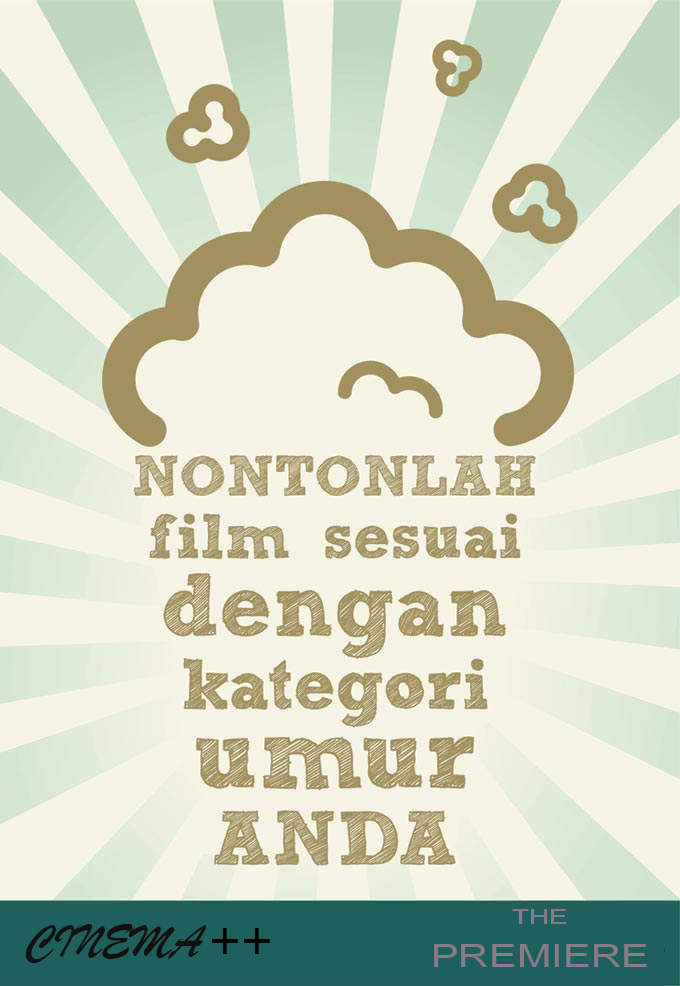 NONTONLAH
film sesuai
dengan
kategori
umur
ANDA
CINEMA++
THE
PREMIERE